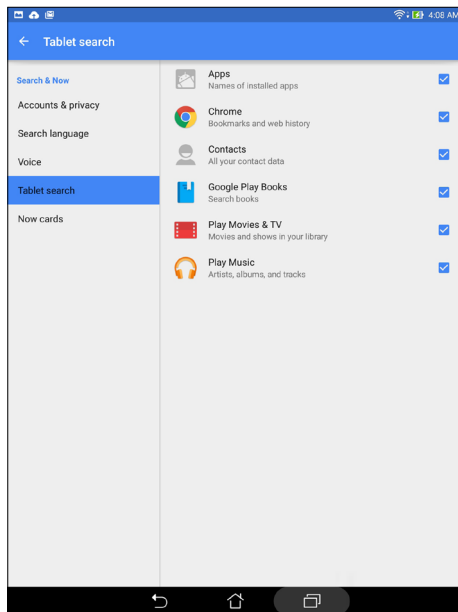 4:08 AM
Tablet search
Search & Now
Accounts & privacy
Search language
Voice
Tablet search
Now cards
Apps
Names of installed apps
Chrome
Bookmarks and web history
Contacts
All your contact data
Google Play Books
Search books
Play Movies & TV
Movies and shows in your library
Play Music
Artists, albums, and tracks